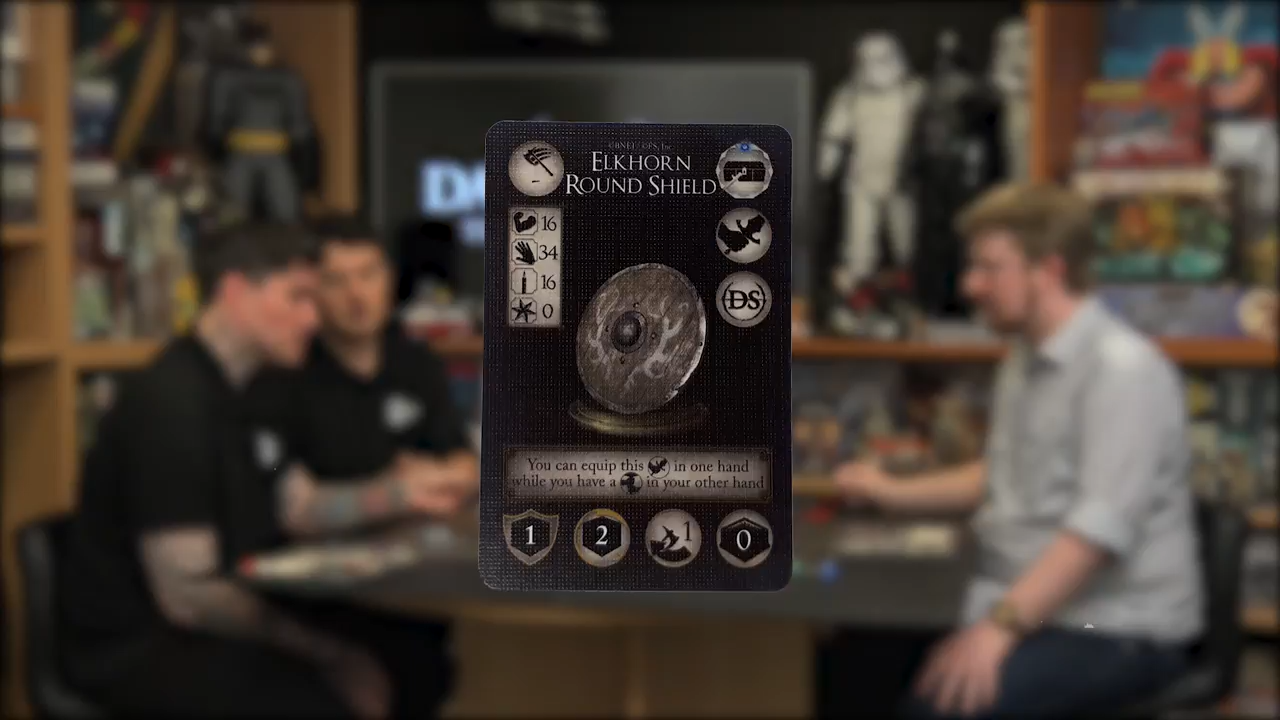 ELKHORN
ROUND SHIELD
16
34
16
0
DS
You can equip this in one hand
while you have a in your other hand
1
2
1
0